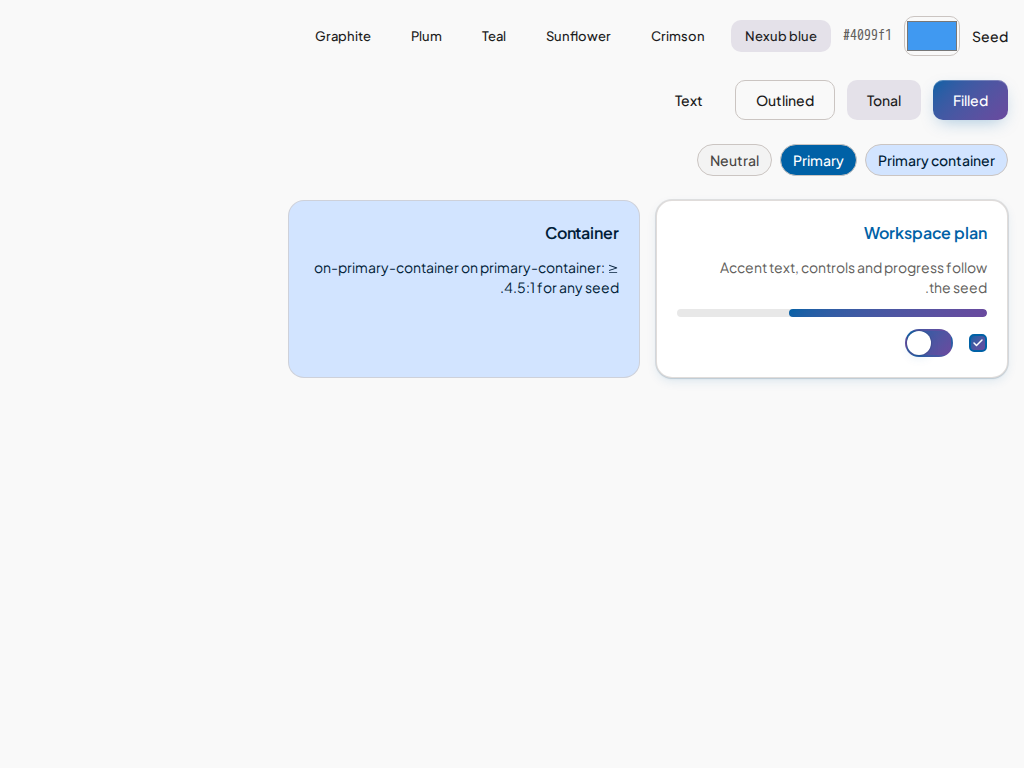 Seed #4099f1 Nexub blue Crimson Sunflower Teal Plum Graphite
Filled Tonal Outlined Text
Primary container Primary Neutral
Workspace plan
Accent text, controls and progress follow
the seed.
Container
on-primary-container on primary-container: ≥
4.5:1 for any seed.